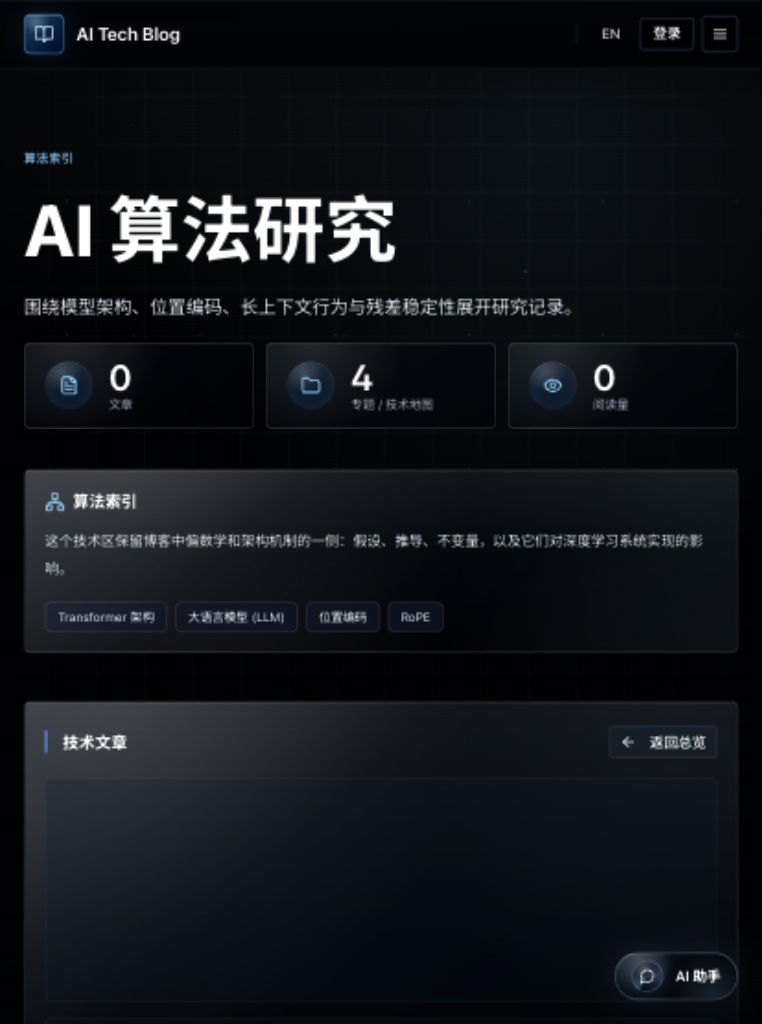 AI Tech Blog
EN
登录
算法索引
AI 算法研究
围绕模型架构、位置编码、长上下文行为与残差稳定性展开研究记录。
0
文章
4
专题 / 技术地图
0
阅读量
算法索引
这个技术区保留博客中偏数学和架构机制的一侧：假设、推导、不变量，以及它们对深度学习系统实现的影
响。
Transformer 架构
大语言模型 (LLM)
位置编码
RoPE
技术文章
返回总览
AI 助手